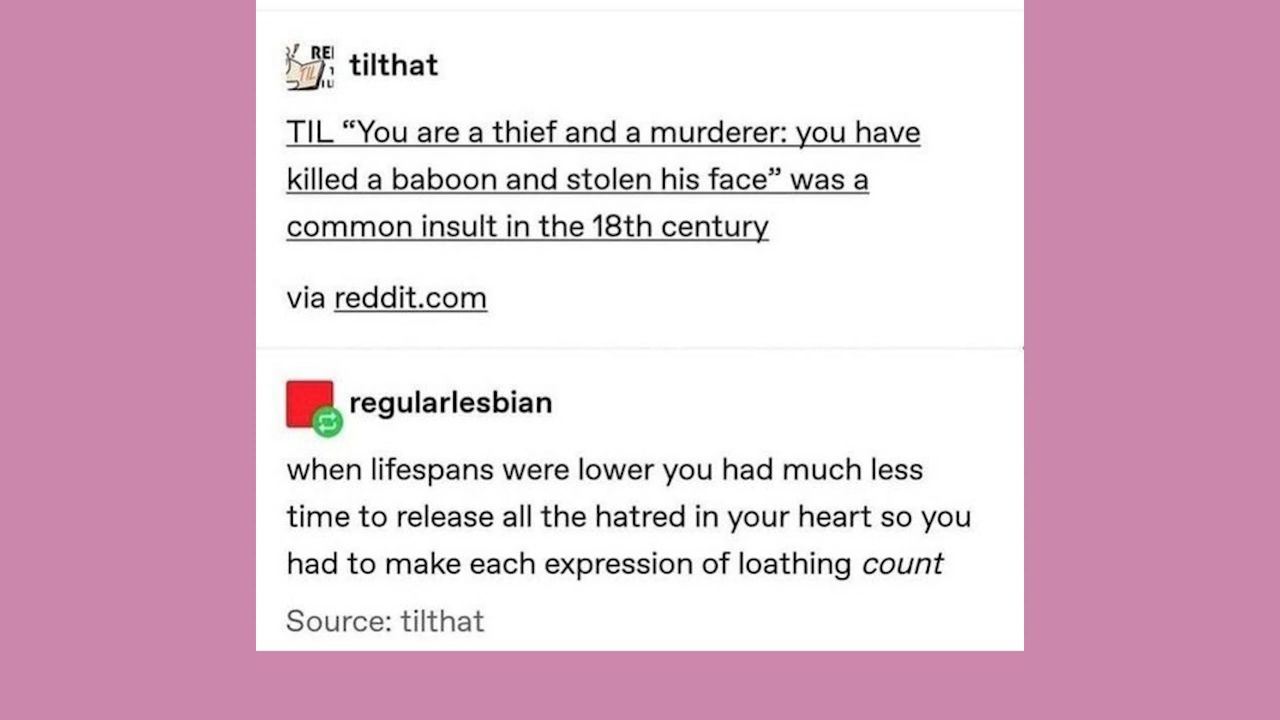 tilthat
TIL “You are a thief and a murderer: you have
killed a baboon and stolen his face” was a
common insult in the 18th century
via reddit.com
regularlesbian
when lifespans were lower you had much less
time to release all the hatred in your heart so you
had to make each expression of loathing count
Source: tilthat